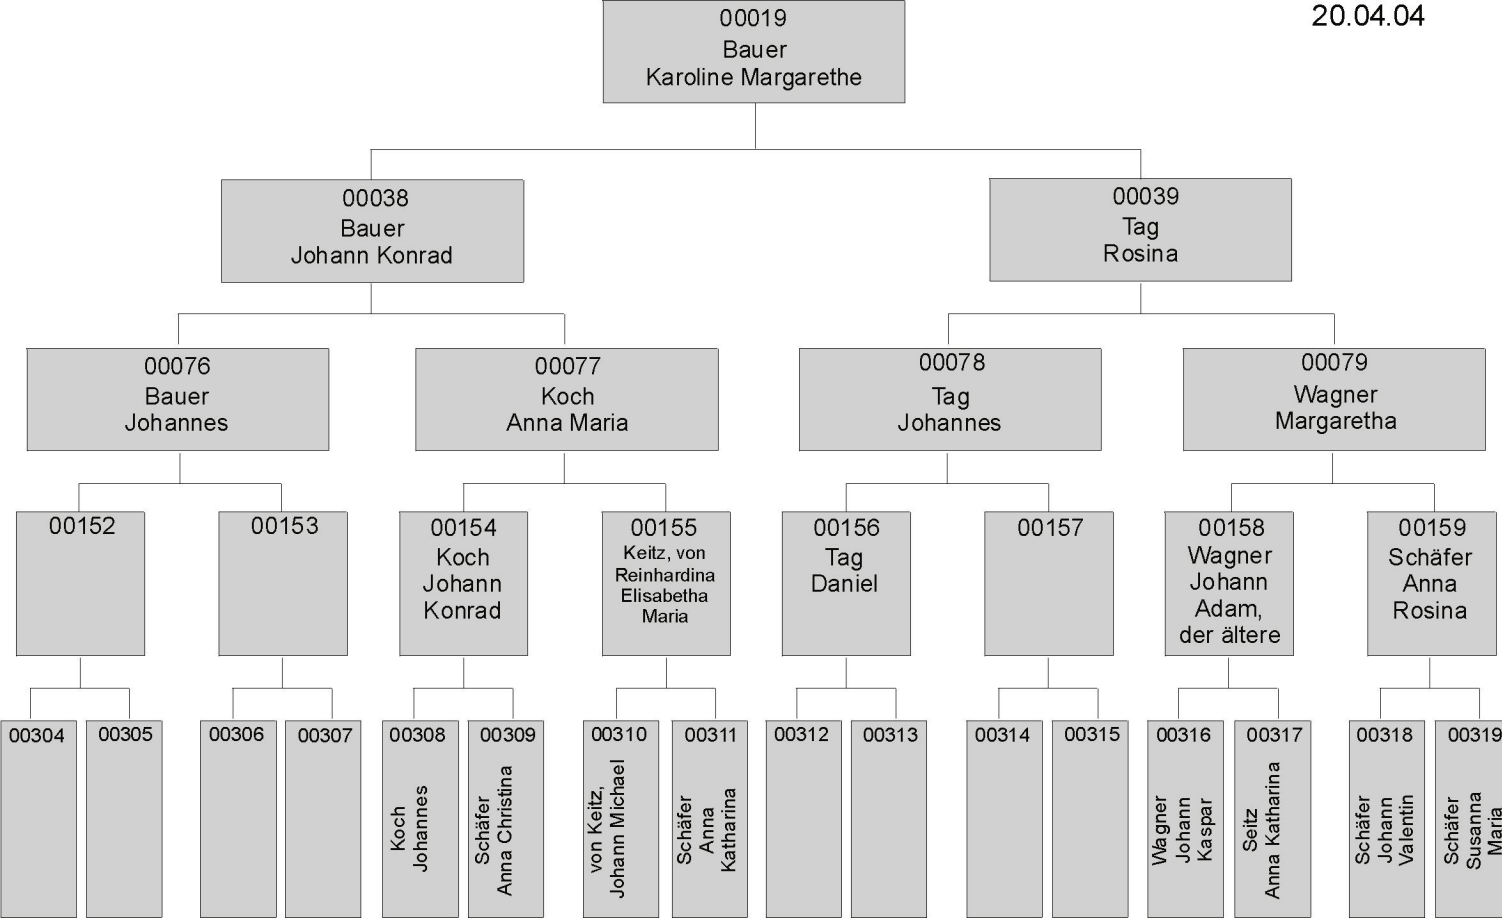 20.04.04
00019
Bauer
Karoline Margarethe
00038
Bauer
Johann Konrad
00039
Tag
Rosina
00076
Bauer
Johannes
00077
Koch
Anna Maria
00078
Tag
Johannes
00079
Wagner
Margaretha
00152
00153
00154
Koch
Johann
Konrad
00155
Keitz, von
Reinhardina
Elisabetha
Maria
00156
Tag
Daniel
00157
00158
Wagner
Johann
Adam,
der ältere
00159
Schäfer
Anna
Rosina
00304
00305
00306
00307
00308
Koch
Johannes
00309
Schäfer
Anna Christina
00310
von Keitz,
Johann Michael
00311
Schäfer
Anna
Katharina
00312
00313
00314
00315
00316
Wagner
Johann
Kaspar
00317
Seitz
Anna Katharina
00318
Schäfer
Johann
Valentin
00319
Schäfer
Susanna
Maria